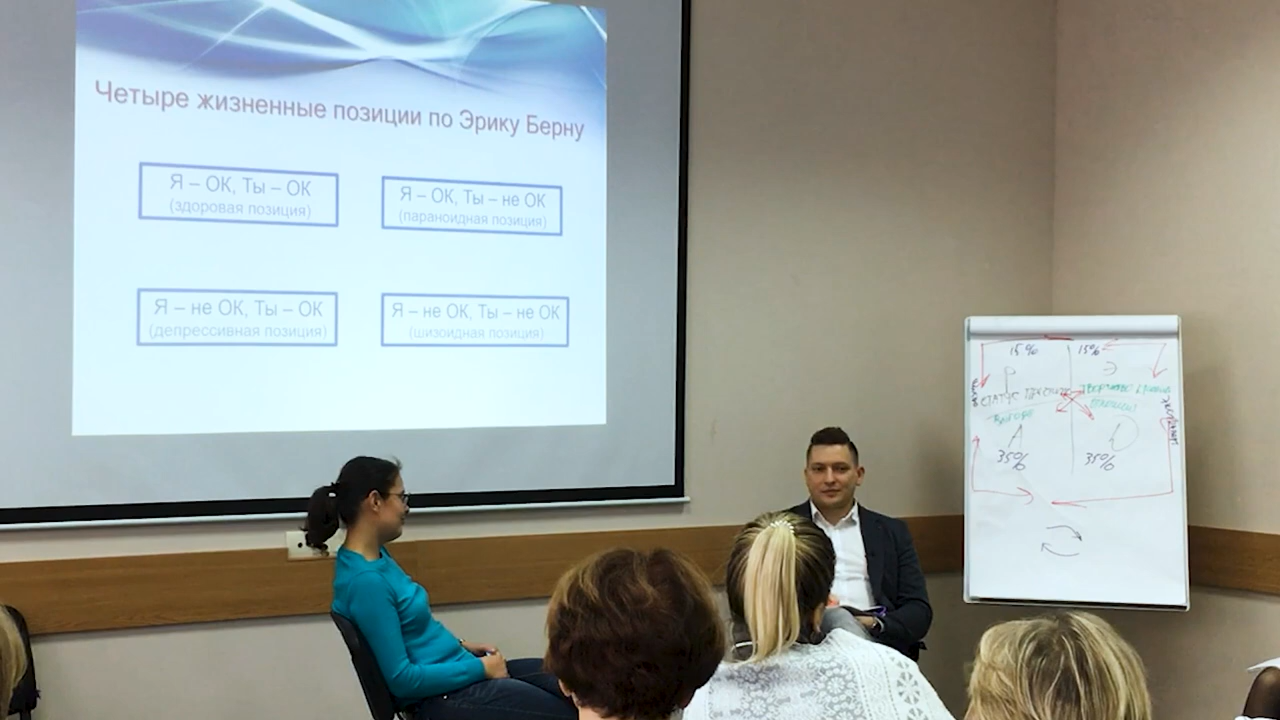 Четыре жизненные позиции по Эрику Берну
Я – ОК, Ты – ОК
(здоровая позиция)
Я – ОК, Ты – не ОК
(параноидная позиция)
Я – не ОК, Ты – ОК
(депрессивная позиция)
Я – не ОК, Ты – не ОК
(шизоидная позиция)
15%
15%
Р
Э
СТАТУС
А
35%
35%